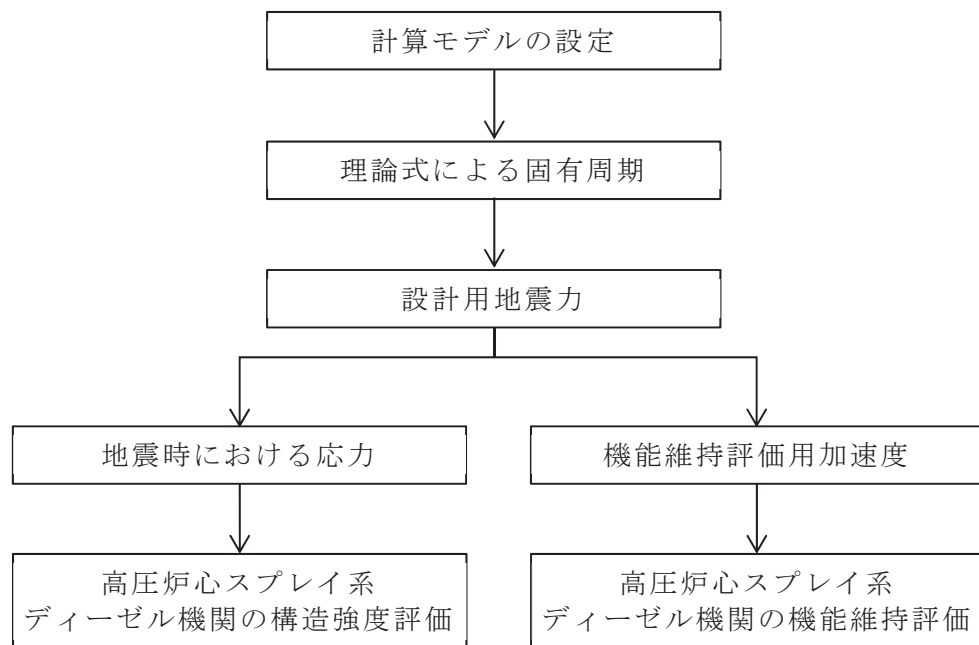 計算モデルの設定
理論式による固有周期
設計用地震力
地震時における応力
機能維持評価用加速度
高圧炉心スプレイ系
ディーゼル機関の構造強度評価
高圧炉心スプレイ系
ディーゼル機関の機能維持評価